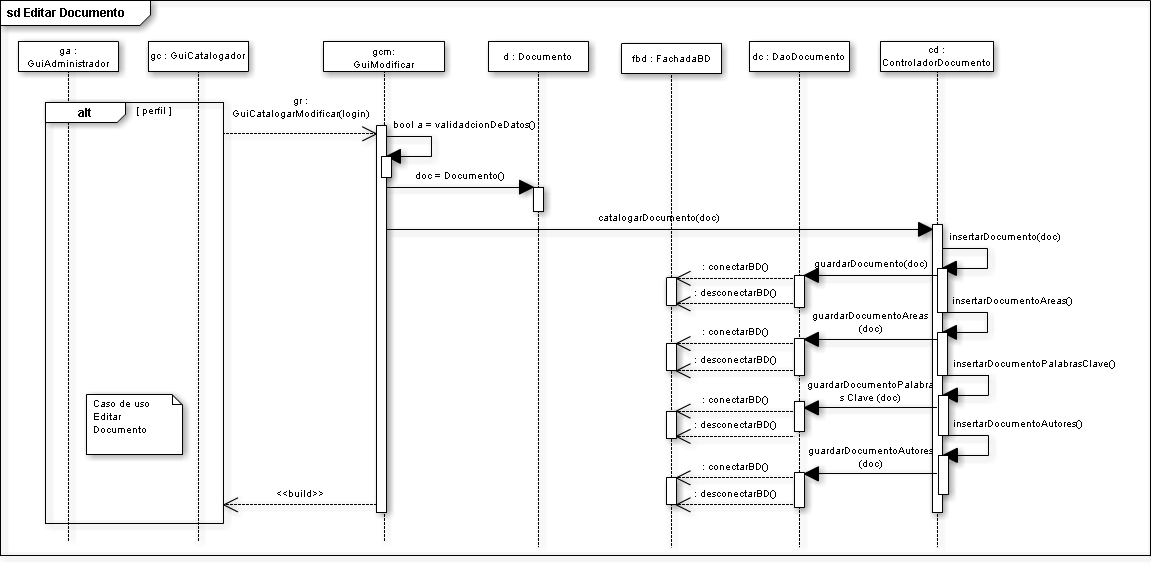 sd Editar Documento
ga :
GuiAdministrador
gc : GuiCatalogador
gcm:
GuiModificar
d : Documento
fbd : FachadaBD
dc : DaoDocumento
cd :
ControladorDocumento
alt
[ perfil ]
gr :
GuiCatalogarModificar(login)
bool a = validadcionDeDatos()
doc = Documento()
catalogarDocumento(doc)
insertarDocumento(doc)
guardarDocumento(doc)
: conectarBD()
: desconectarBD()
insertarDocumentoAreas()
guardarDocumentoAreas
(doc)
: conectarBD()
: desconectarBD()
insertarDocumentoPalabrasClave()
guardarDocumentoPalabra
s Clave (doc)
: conectarBD()
: desconectarBD()
insertarDocumentoAutores()
guardarDocumentoAutores
(doc)
: conectarBD()
: desconectarBD()
Caso de uso
Editar
Documento
<<build>>